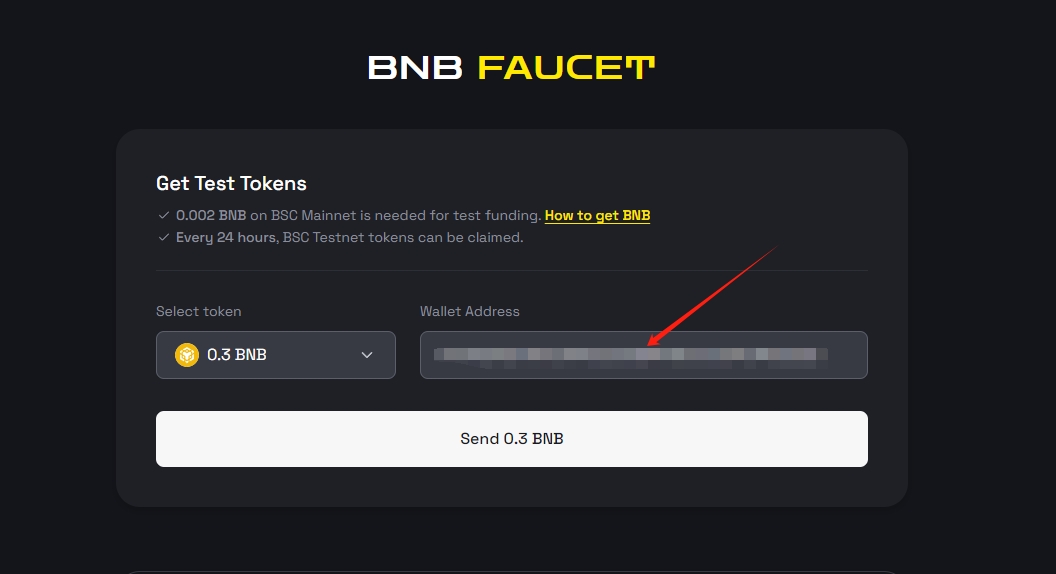 BNB FAUCET
Get Test Tokens
0.002 BNB on BSC Mainnet is needed for test funding. How to get BNB
Every 24 hours, BSC Testnet tokens can be claimed.
Select token
Wallet Address
0.3 BNB
Send 0.3 BNB